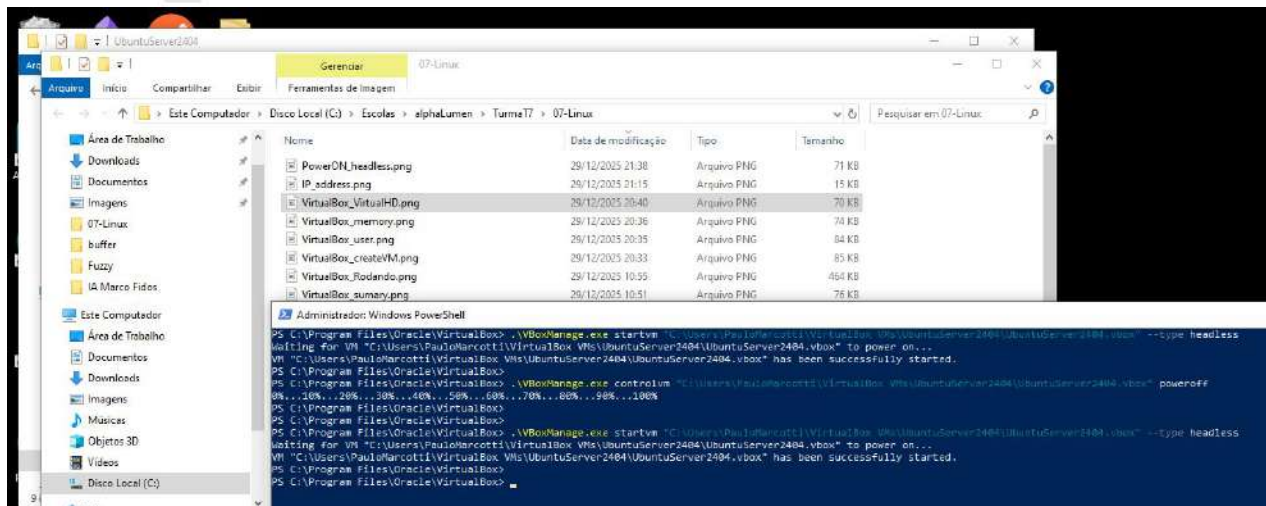 UbuntuServer2404
Gerenciar
07-Linux
Arquivo Início Compartilhar Exibir Ferramentas de Imagem
Este Computador > Disco Local (C:) > Escolas > alphaLumen > TurmaT7 > 07-Linux
Pesquisar em 07-Linux
Área de Trabalho
Downloads
Documentos
Imagens
07-Linux
buffer
Fuzzy
IA Marco Fidos
Este Computador
Área de Trabalho
Documentos
Downloads
Imagens
Músicas
Objetos 3D
Vídeos
Disco Local (C:)
Nome Data de modificação Tipo Tamanho
PowerON_headless.png 29/12/2025 21:38 Arquivo PNG 71 KB
IP_address.png 29/12/2025 21:15 Arquivo PNG 15 KB
VirtualBox_VirtualHD.png 29/12/2025 20:40 Arquivo PNG 70 KB
VirtualBox_memory.png 29/12/2025 20:36 Arquivo PNG 74 KB
VirtualBox_user.png 29/12/2025 20:35 Arquivo PNG 84 KB
VirtualBox_createVM.png 29/12/2025 20:33 Arquivo PNG 85 KB
VirtualBox_Rodando.png 29/12/2025 10:55 Arquivo PNG 464 KB
VirtualBox_sumary.png 29/12/2025 10:51 Arquivo PNG 76 KB
Administrador: Windows PowerShell
PS C:\Program Files\Oracle\VirtualBox> .\VBoxManage.exe startvm "C:\Users\PauloMarcotti\VirtualBox VMs\UbuntuServer2404\UbuntuServer2404.vbox" --type headless
Waiting for VM "C:\Users\PauloMarcotti\VirtualBox VMs\UbuntuServer2404\UbuntuServer2404.vbox" to power on...
VM "C:\Users\PauloMarcotti\VirtualBox VMs\UbuntuServer2404\UbuntuServer2404.vbox" has been successfully started.
PS C:\Program Files\Oracle\VirtualBox>
PS C:\Program Files\Oracle\VirtualBox> .\VBoxManage.exe controlvm "C:\Users\PauloMarcotti\VirtualBox VMs\UbuntuServer2404\UbuntuServer2404.vbox" poweroff
0%...10%...20%...30%...40%...50%...60%...70%...80%...90%...100%
PS C:\Program Files\Oracle\VirtualBox>
PS C:\Program Files\Oracle\VirtualBox>
PS C:\Program Files\Oracle\VirtualBox> .\VBoxManage.exe startvm "C:\Users\PauloMarcotti\VirtualBox VMs\UbuntuServer2404\UbuntuServer2404.vbox" --type headless
Waiting for VM "C:\Users\PauloMarcotti\VirtualBox VMs\UbuntuServer2404\UbuntuServer2404.vbox" to power on...
VM "C:\Users\PauloMarcotti\VirtualBox VMs\UbuntuServer2404\UbuntuServer2404.vbox" has been successfully started.
PS C:\Program Files\Oracle\VirtualBox>
PS C:\Program Files\Oracle\VirtualBox>